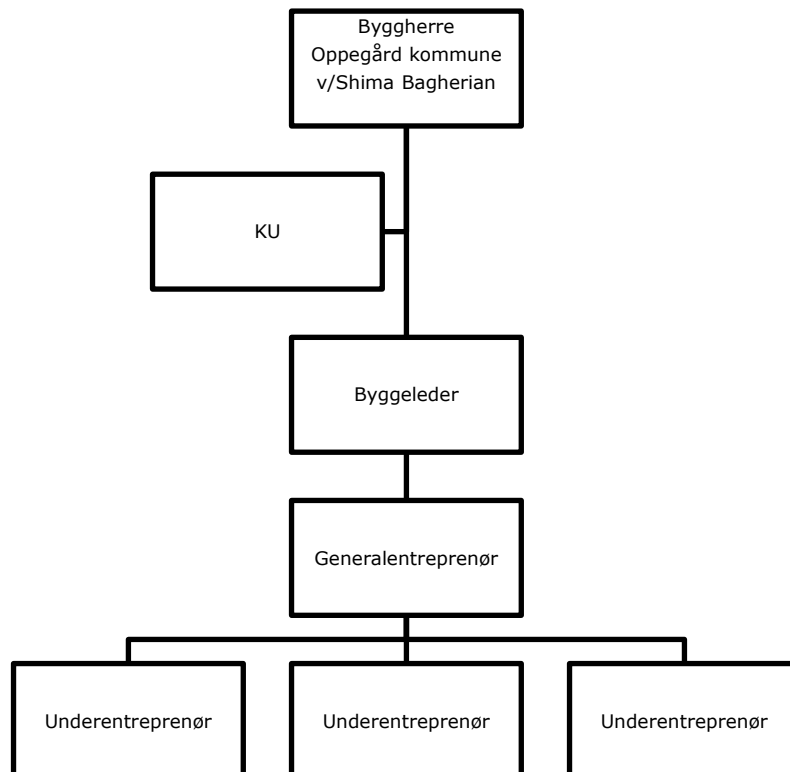 Byggherre
Oppegård kommune
v/Shima Bagherian
KU
Byggeleder
Generalentreprenør
Underentreprenør
Underentreprenør
Underentreprenør